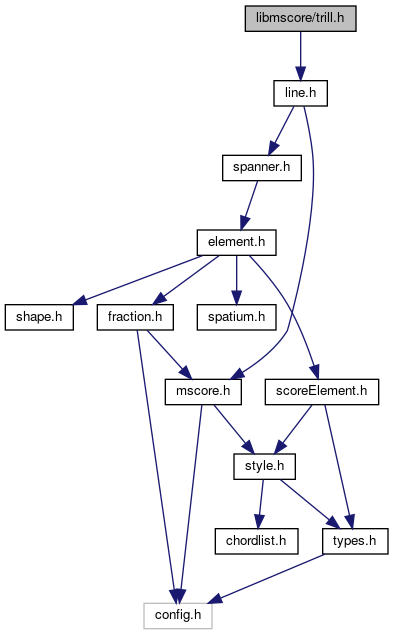 libmscore/trill.h
line.h
spanner.h
element.h
shape.h
fraction.h
spatium.h
mscore.h
scoreElement.h
style.h
chordlist.h
types.h
config.h